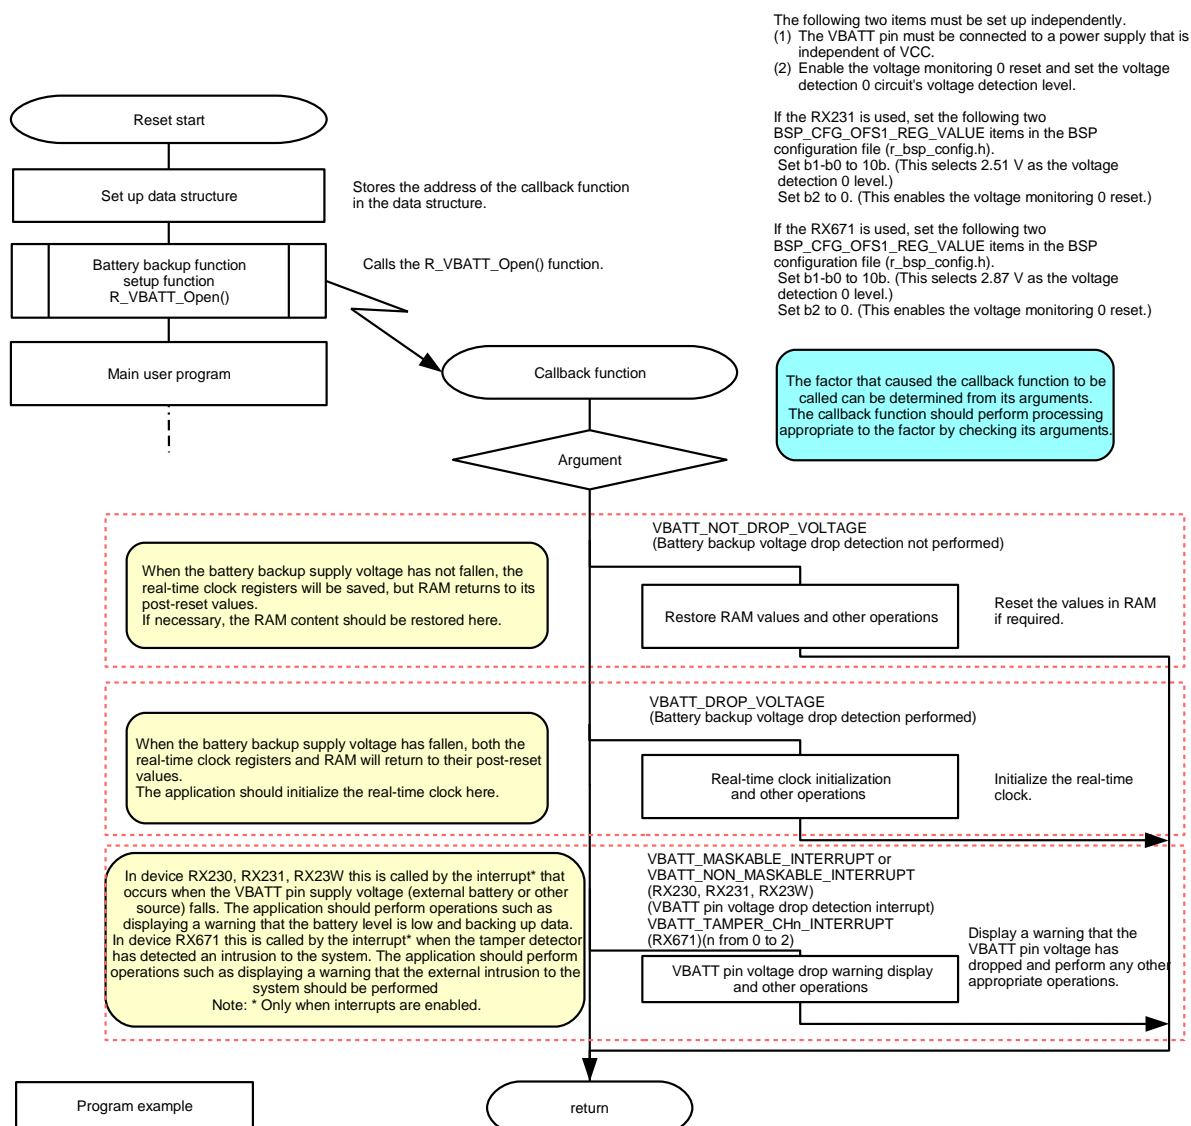 The following two items must be set up independently.
(1) The VBATT pin must be connected to a power supply that is
independent of VCC.
(2) Enable the voltage monitoring 0 reset and set the voltage
detection 0 circuit's voltage detection level.
If the RX231 is used, set the following two
BSP_CFG_OFS1_REG_VALUE items in the BSP
configuration file (r_bsp_config.h).
Set b1-b0 to 10b. (This selects 2.51 V as the voltage
detection 0 level.)
Set b2 to 0. (This enables the voltage monitoring 0 reset.)
If the RX671 is used, set the following two
BSP_CFG_OFS1_REG_VALUE items in the BSP
configuration file (r_bsp_config.h).
Set b1-b0 to 10b. (This selects 2.87 V as the voltage
detection 0 level.)
Set b2 to 0. (This enables the voltage monitoring 0 reset.)
Reset start
Set up data structure
Stores the address of the callback function
in the data structure.
Battery backup function
setup function
R_VBATT_Open()
Calls the R_VBATT_Open() function.
Main user program
Callback function
The factor that caused the callback function to be
called can be determined from its arguments.
The callback function should perform processing
appropriate to the factor by checking its arguments.
Argument
VBATT_NOT_DROP_VOLTAGE
(Battery backup voltage drop detection not performed)
When the battery backup supply voltage has not fallen, the
real-time clock registers will be saved, but RAM returns to its
post-reset values.
If necessary, the RAM content should be restored here.
Restore RAM values and other operations
Reset the values in RAM
if required.
VBATT_DROP_VOLTAGE
(Battery backup voltage drop detection performed)
When the battery backup supply voltage has fallen, both the
real-time clock registers and RAM will return to their post-reset
values.
The application should initialize the real-time clock here.
Real-time clock initialization
and other operations
Initialize the real-time
clock.
In device RX230, RX231, RX23W this is called by the interrupt* that
occurs when the VBATT pin supply voltage (external battery or other
source) falls. The application should perform operations such as
displaying a warning that the battery level is low and backing up data.
In device RX671 this is called by the interrupt* when the tamper detector
has detected an intrusion to the system. The application should perform
operations such as displaying a warning that the external intrusion to the
system should be performed
Note: * Only when interrupts are enabled.
VBATT_MASKABLE_INTERRUPT or
VBATT_NON_MASKABLE_INTERRUPT
(RX230, RX231, RX23W)
(VBATT pin voltage drop detection interrupt)
VBATT_TAMPER_CHn_INTERRUPT
(RX671)(n from 0 to 2)
VBATT pin voltage drop warning display
and other operations
Display a warning that the
VBATT pin voltage has
dropped and perform any other
appropriate operations.
Program example
return